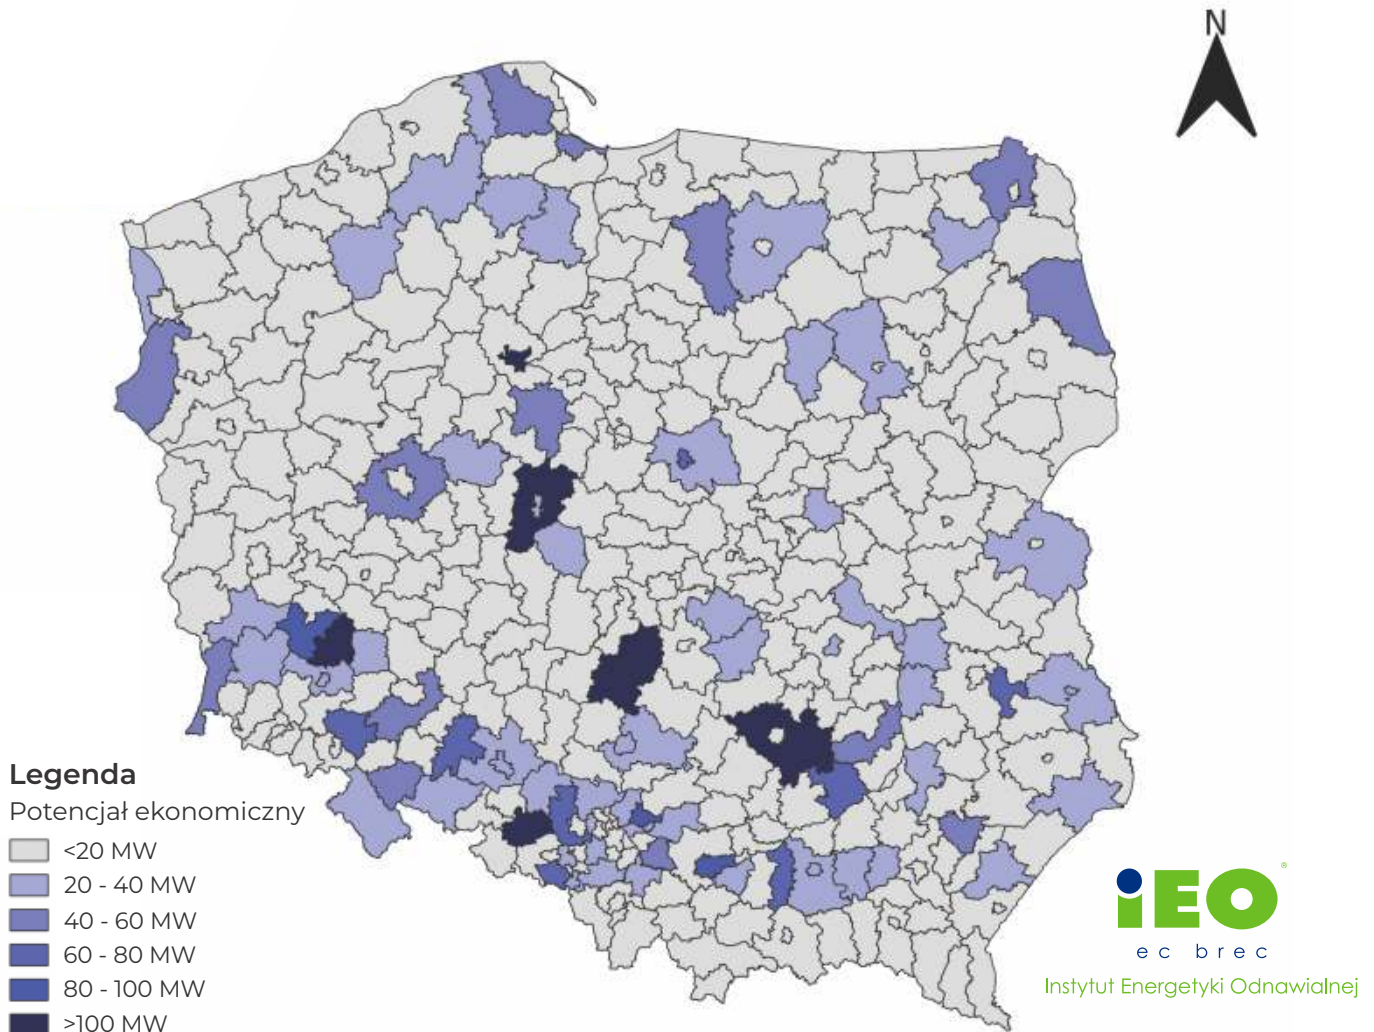 N
Legenda
Potencjał ekonomiczny
<20 MW
20 - 40 MW
40 - 60 MW
60 - 80 MW
80 - 100 MW
>100 MW
iEO®
ec brec
Instytut Energetyki Odnawialnej